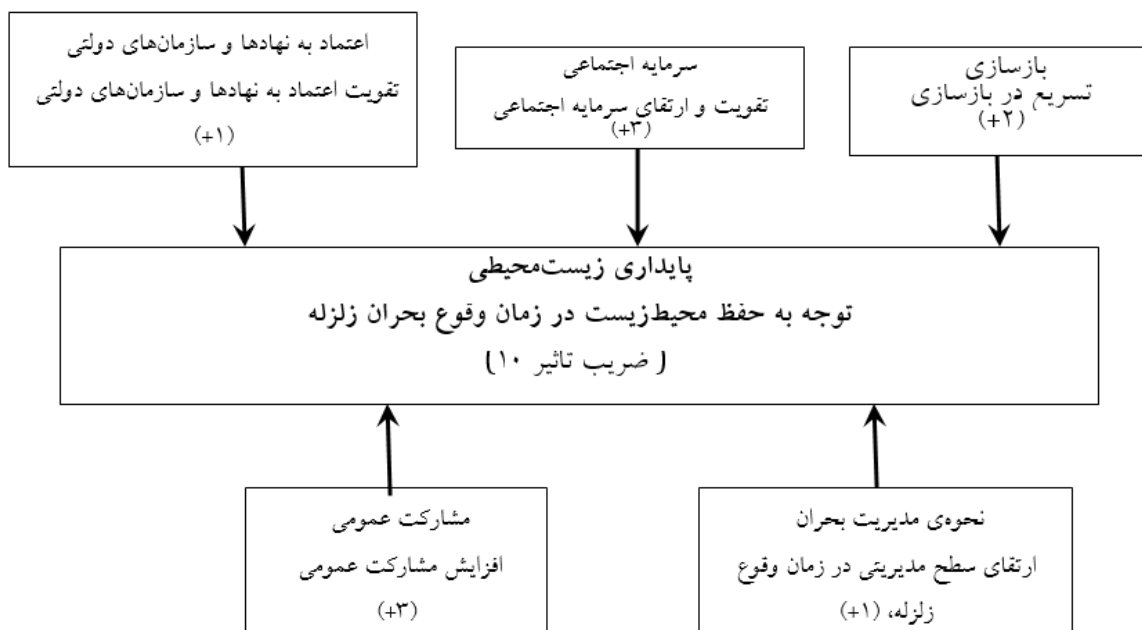 اعتماد به نهادها و سازمان‌های دولتی
تقویت اعتماد به نهادها و سازمان‌های دولتی
(+۱)
سرمایه اجتماعی
تقویت و ارتقای سرمایه اجتماعی
(+۳)
بازسازی
تسریع در بازسازی
(+۲)
پایداری زیست‌محیطی
توجه به حفظ محیط‌زیست در زمان وقوع بحران زلزله
( ضریب تاثیر ۱۰)
مشارکت عمومی
افزایش مشارکت عمومی
(+۳)
نحوه‌ی مدیریت بحران
ارتقای سطح مدیریتی در زمان وقوع
زلزله، (+۱)